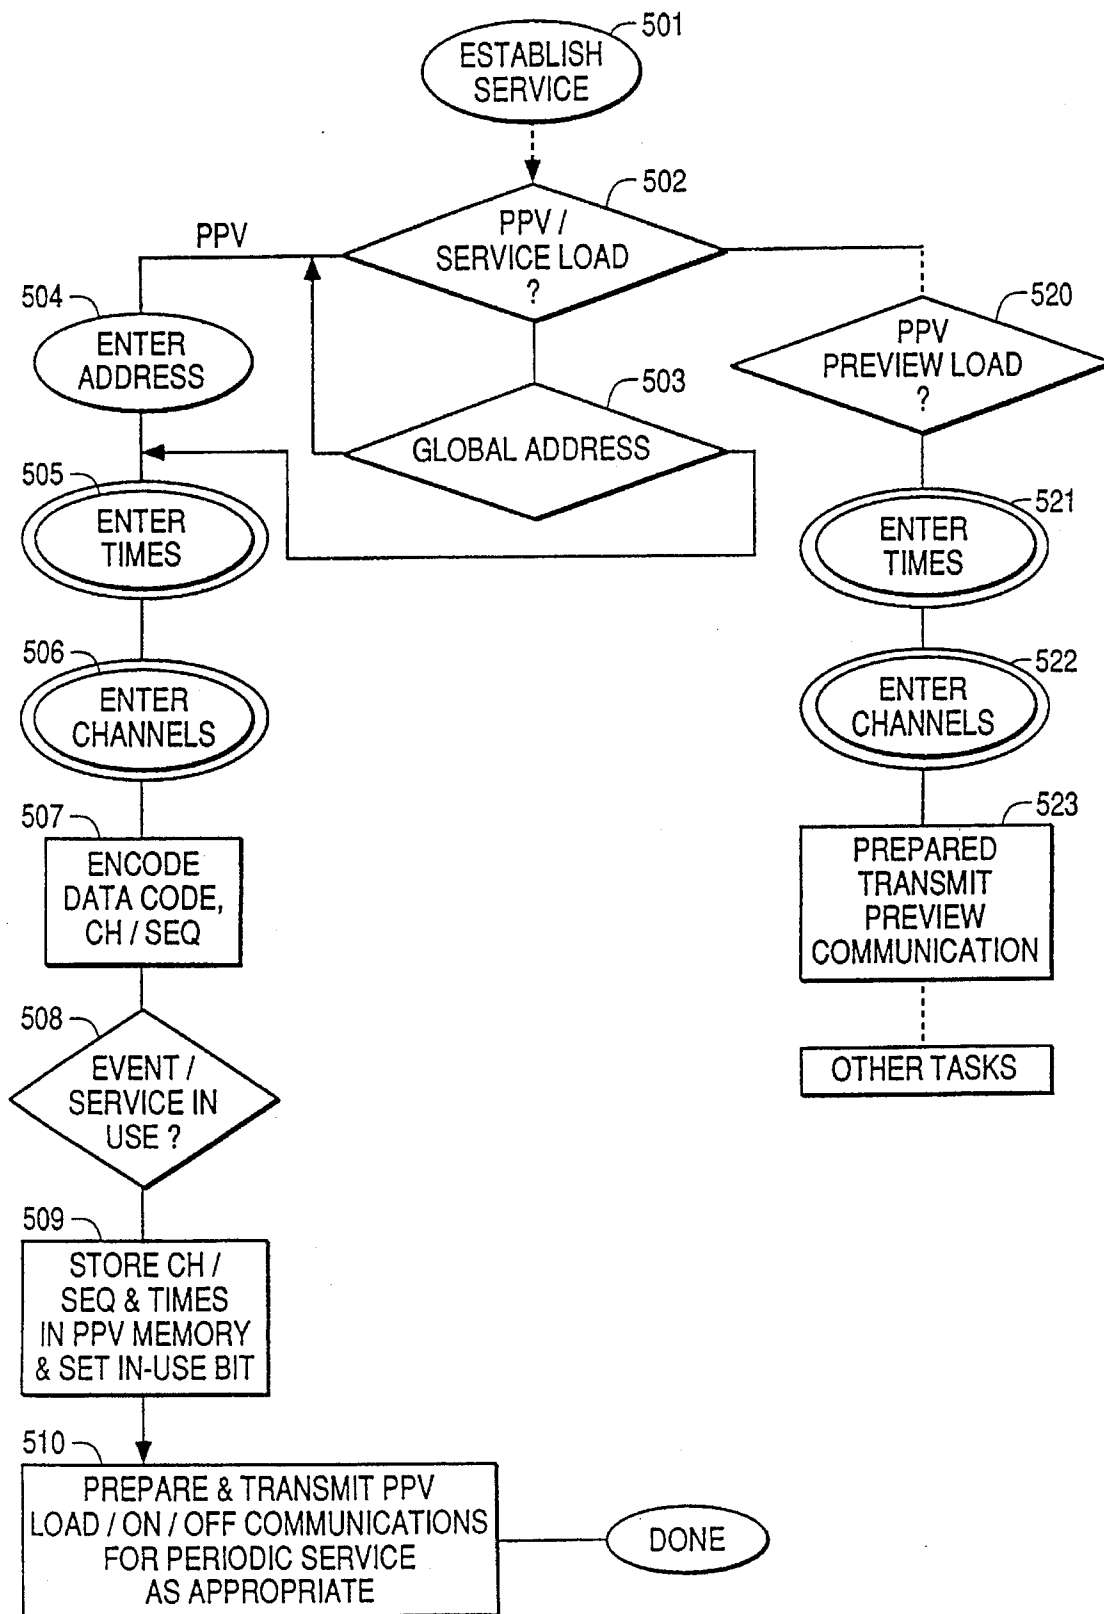 501
ESTABLISH
SERVICE
502
PPV /
SERVICE LOAD
?
PPV
504
ENTER
ADDRESS
503
GLOBAL ADDRESS
520
PPV
PREVIEW LOAD
?
505
ENTER
TIMES
521
ENTER
TIMES
506
ENTER
CHANNELS
522
ENTER
CHANNELS
507
ENCODE
DATA CODE,
CH / SEQ
523
PREPARED
TRANSMIT
PREVIEW
COMMUNICATION
508
EVENT /
SERVICE IN
USE ?
OTHER TASKS
509
STORE CH /
SEQ & TIMES
IN PPV MEMORY
& SET IN-USE BIT
510
PREPARE & TRANSMIT PPV
LOAD / ON / OFF COMMUNICATIONS
FOR PERIODIC SERVICE
AS APPROPRIATE
DONE